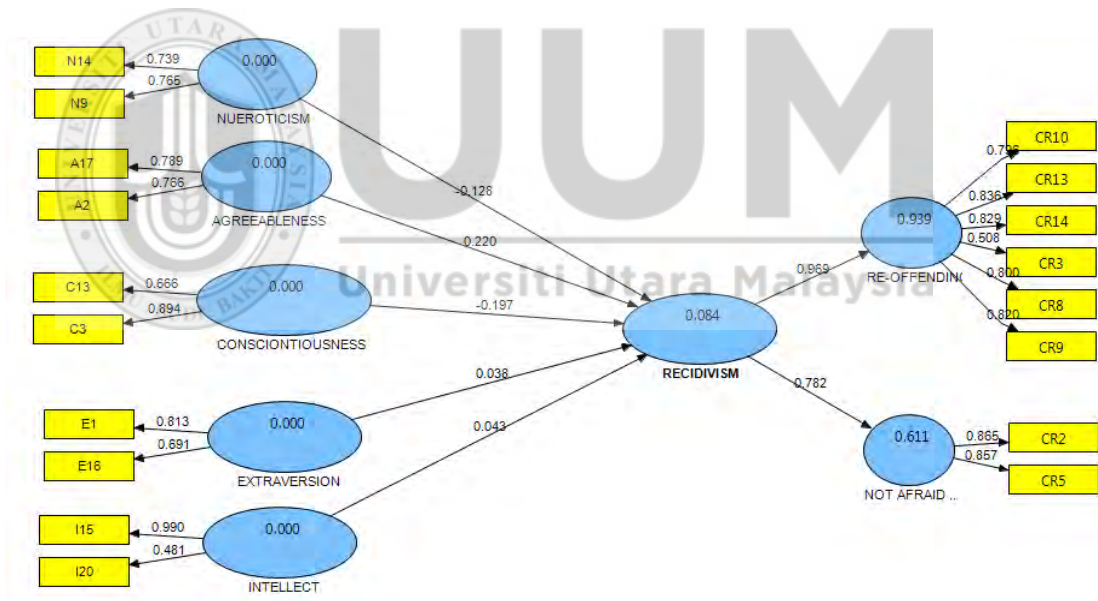 UUM
Universiti Utara Malaysia
UNIVERSITI UTARA MALAYSIA
N14
0.739
N9
0.765
0.000
NUEROTICISM
A17
0.789
A2
0.766
0.000
AGREEABLENESS
C13
0.666
C3
0.894
0.000
CONSCIONTIOUSNESS
E1
0.813
E16
0.691
0.000
EXTRAVERSION
I15
0.990
I20
0.481
0.000
INTELLECT
-0.128
0.220
-0.197
0.038
0.043
0.084
RECIDIVISM
0.969
0.782
0.939
RE-OFFENDIN
0.611
NOT AFRAID ...
CR10
0.836
CR13
0.829
CR14
0.508
CR3
0.800
CR8
0.820
CR9
0.865
CR2
0.857
CR5